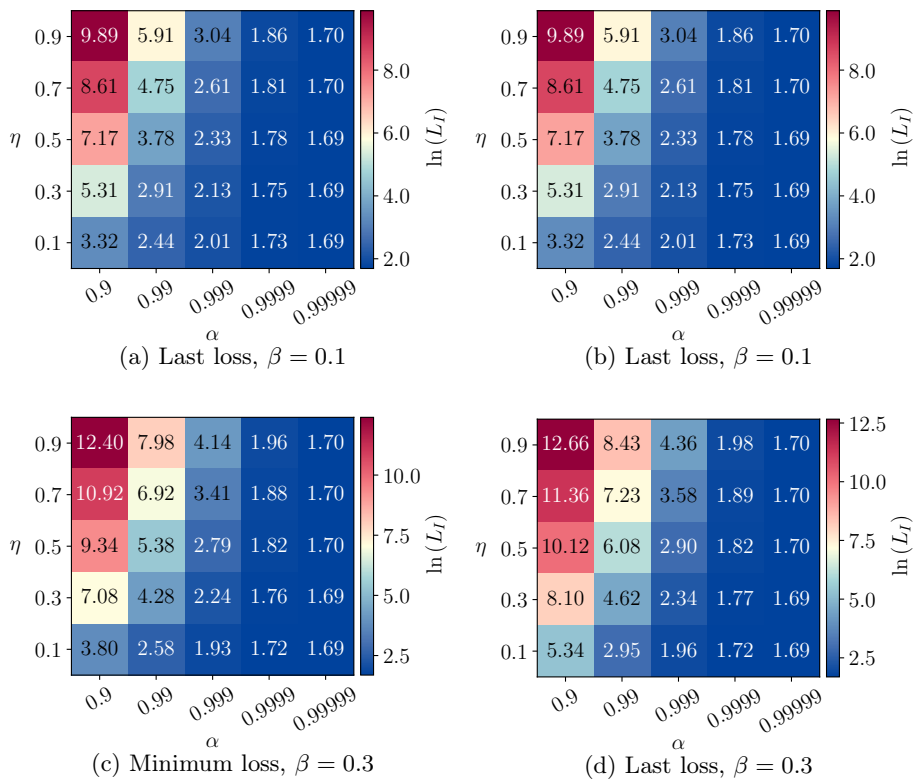 0.9 9.89 5.91 3.04 1.86 1.70
0.7 8.61 4.75 2.61 1.81 1.70
η 0.5 7.17 3.78 2.33 1.78 1.69
0.3 5.31 2.91 2.13 1.75 1.69
0.1 3.32 2.44 2.01 1.73 1.69
0.9 0.99 0.999 0.9999 0.99999
α
8.0
6.0
4.0
2.0
ln (L_I)
(a) Last loss, β = 0.1
0.9 9.89 5.91 3.04 1.86 1.70
0.7 8.61 4.75 2.61 1.81 1.70
η 0.5 7.17 3.78 2.33 1.78 1.69
0.3 5.31 2.91 2.13 1.75 1.69
0.1 3.32 2.44 2.01 1.73 1.69
0.9 0.99 0.999 0.9999 0.99999
α
8.0
6.0
4.0
2.0
ln (L_I)
(b) Last loss, β = 0.1
0.9 12.40 7.98 4.14 1.96 1.70
0.7 10.92 6.92 3.41 1.88 1.70
η 0.5 9.34 5.38 2.79 1.82 1.70
0.3 7.08 4.28 2.24 1.76 1.69
0.1 3.80 2.58 1.93 1.72 1.69
0.9 0.99 0.999 0.9999 0.99999
α
10.0
7.5
5.0
2.5
ln (L_I)
(c) Minimum loss, β = 0.3
0.9 12.66 8.43 4.36 1.98 1.70
0.7 11.36 7.23 3.58 1.89 1.70
η 0.5 10.12 6.08 2.90 1.82 1.70
0.3 8.10 4.62 2.34 1.77 1.69
0.1 5.34 2.95 1.96 1.72 1.69
0.9 0.99 0.999 0.9999 0.99999
α
12.5
10.0
7.5
5.0
2.5
ln (L_I)
(d) Last loss, β = 0.3